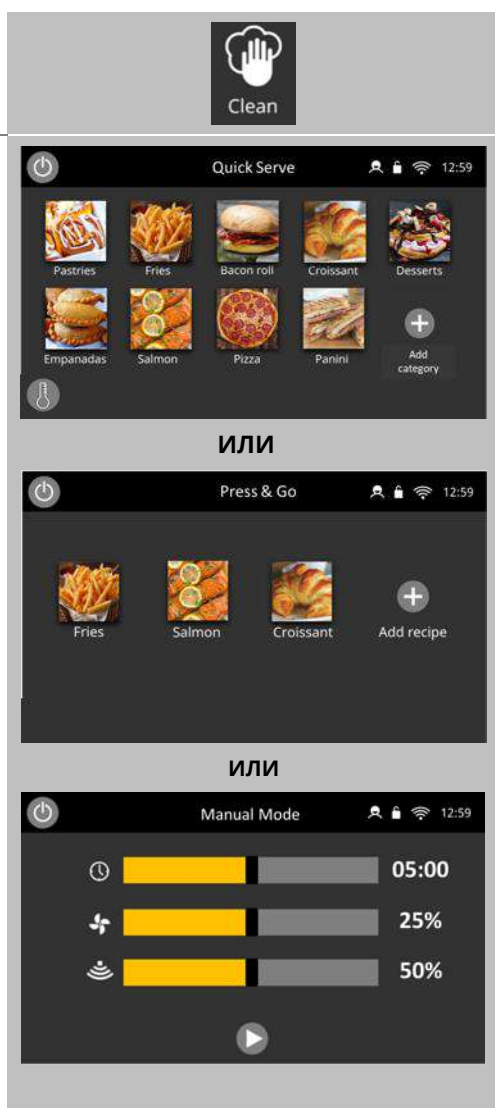 Clean
Quick Serve 12:59
Pastries Fries Bacon roll Croissant Desserts
Empanadas Salmon Pizza Panini Add
category
или
Press & Go 12:59
Fries Salmon Croissant Add recipe
или
Manual Mode 12:59
05:00
25%
50%